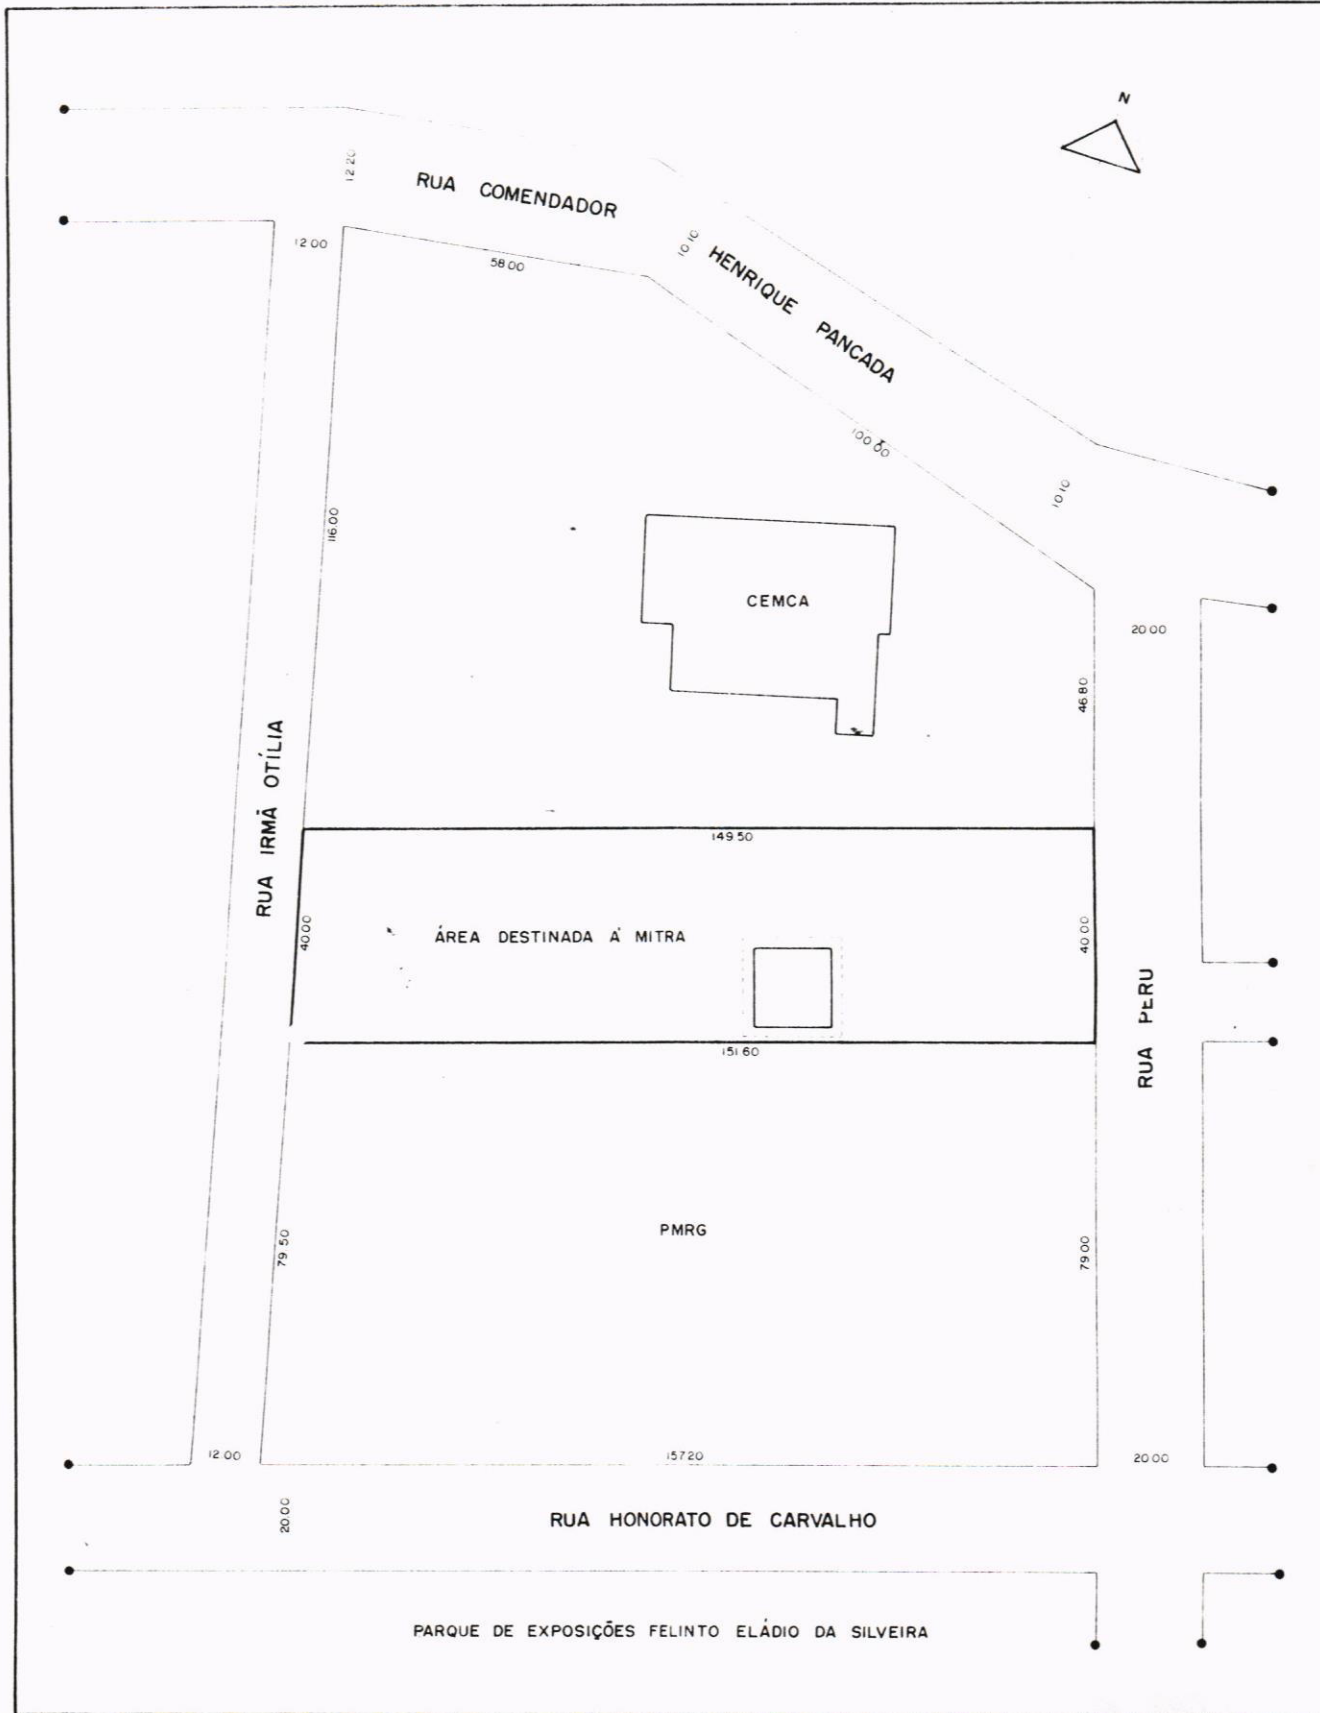 N
12.20
RUA COMENDADOR
12.00
58.00
10.10
HENRIQUE PANCADA
100.00
10.10
116.00
CEMCA
20.00
46.80
RUA IRMÃ OTÍLIA
149.50
40.00
ÁREA DESTINADA À MITRA
40.00
RUA PERU
151.60
PMRG
79.50
79.00
12.00
157.20
20.00
20.00
RUA HONORATO DE CARVALHO
PARQUE DE EXPOSIÇÕES FELINTO ELÁDIO DA SILVEIRA